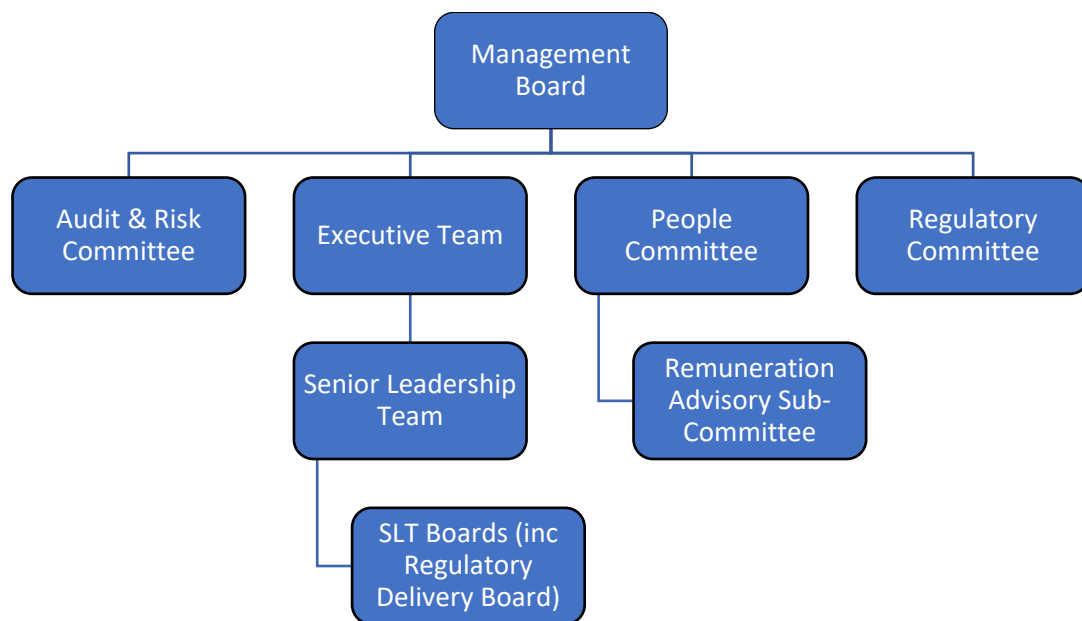 Management
Board
Audit & Risk
Committee
Executive Team
People
Committee
Regulatory
Committee
Senior Leadership
Team
Remuneration
Advisory Sub-
Committee
SLT Boards (inc
Regulatory
Delivery Board)